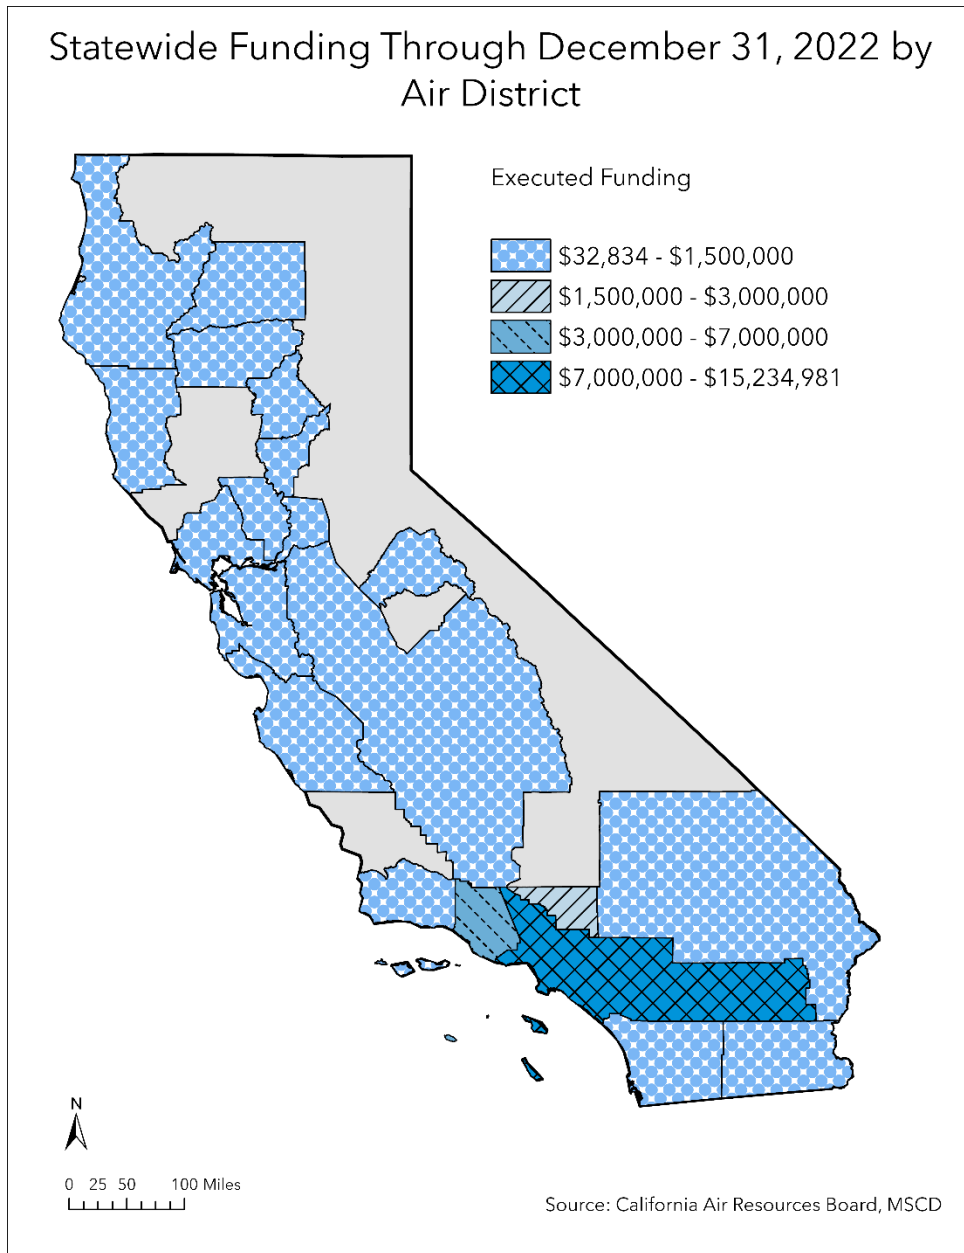 Statewide Funding Through December 31, 2022 by
Air District
Executed Funding
$32,834 - $1,500,000
$1,500,000 - $3,000,000
$3,000,000 - $7,000,000
$7,000,000 - $15,234,981
N
0 25 50 100 Miles
Source: California Air Resources Board, MSCD